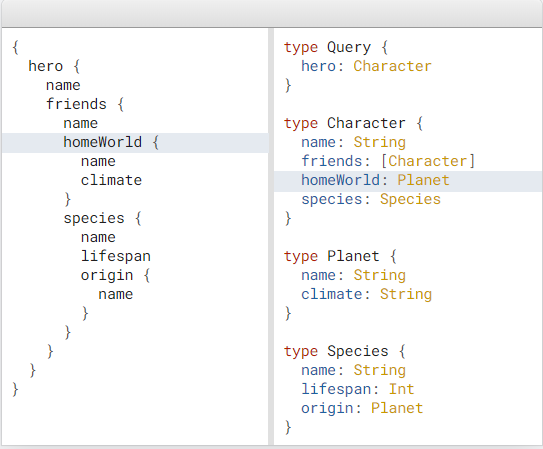 {
  hero {
    name
    friends {
      name
      homeWorld {
        name
        climate
      }
      species {
        name
        lifespan
        origin {
          name
        }
      }
    }
  }
}
type Query {
  hero: Character
}

type Character {
  name: String
  friends: [Character]
  homeWorld: Planet
  species: Species
}

type Planet {
  name: String
  climate: String
}

type Species {
  name: String
  lifespan: Int
  origin: Planet
}